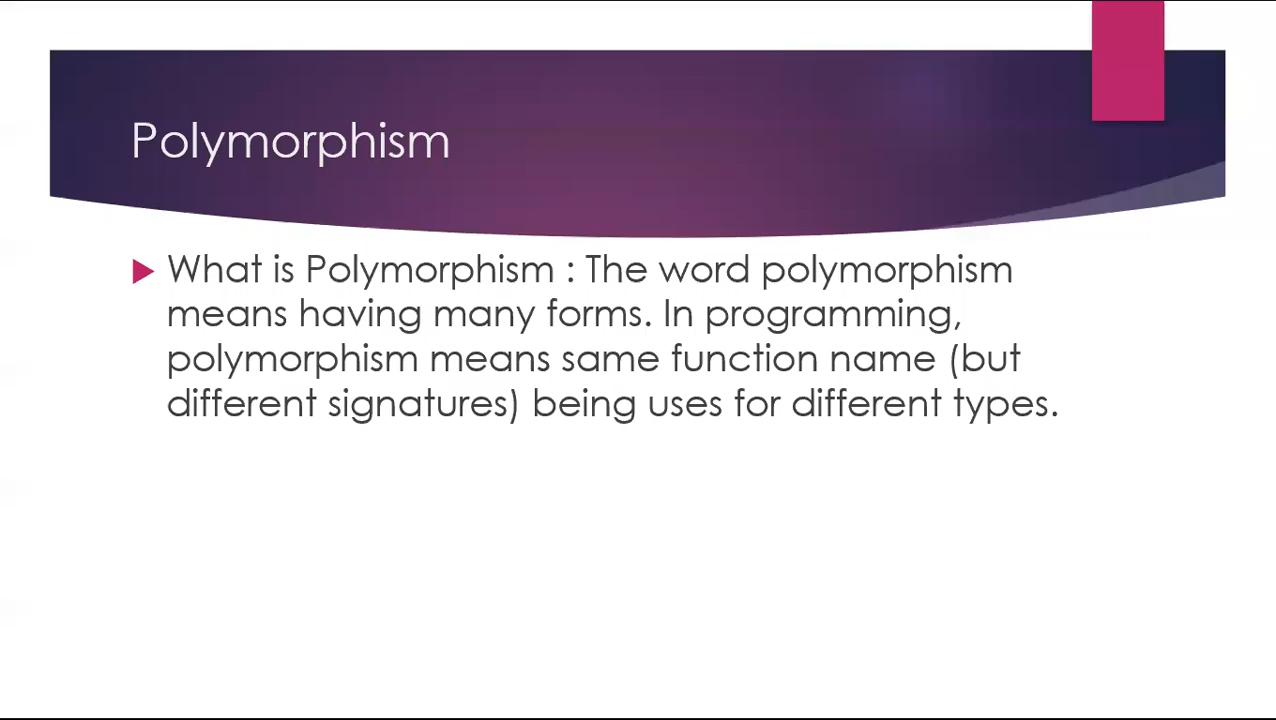 Polymorphism
What is Polymorphism : The word polymorphism
means having many forms. In programming,
polymorphism means same function name (but
different signatures) being uses for different types.